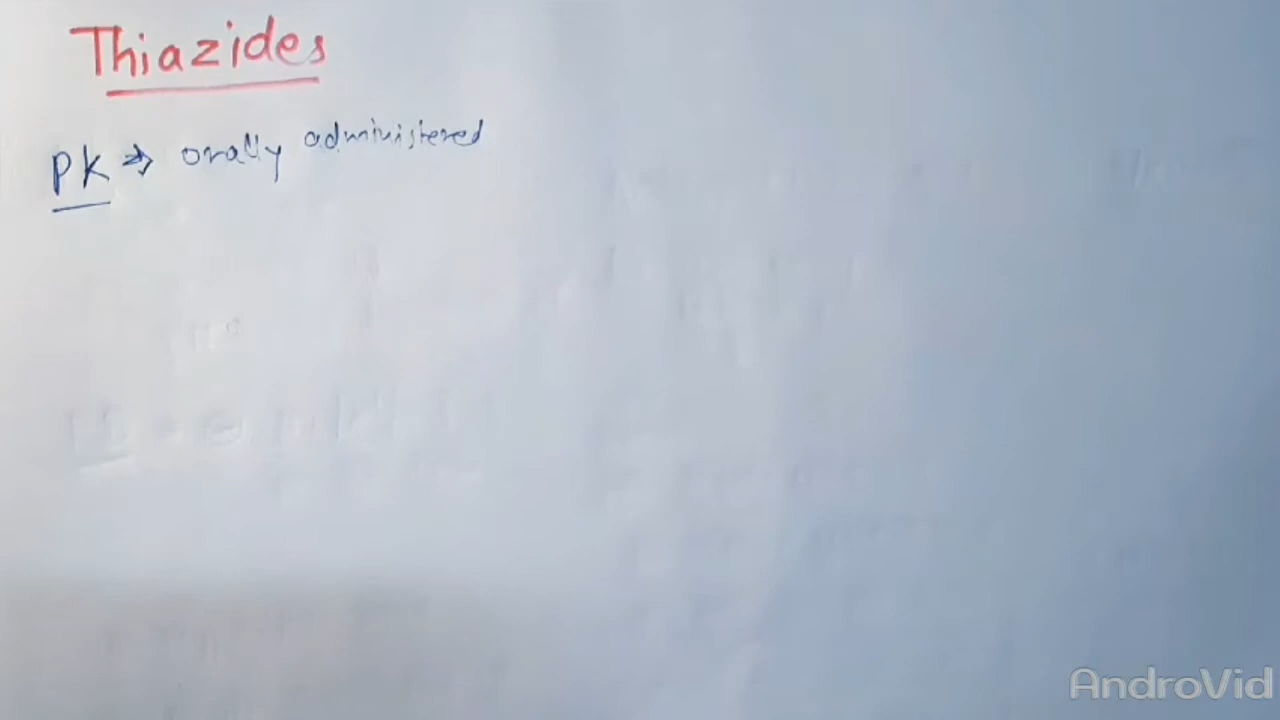 Thiazides
PK ⇒ orally administered
AndroVid